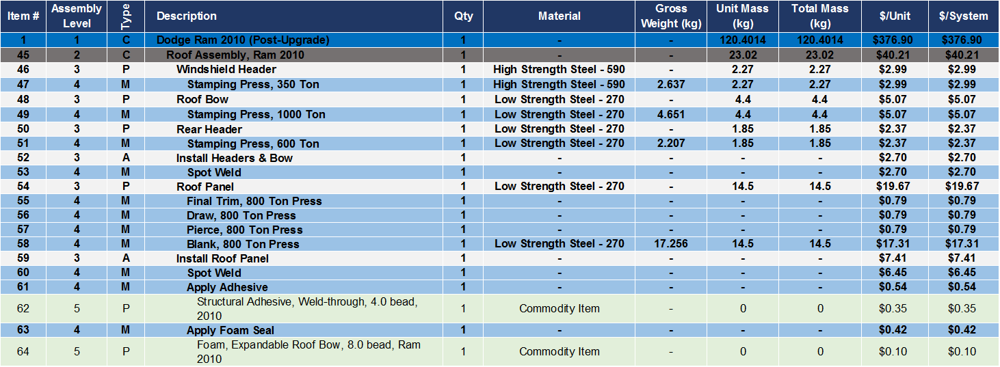 Item # Assembly Level Type Description Qty Material Gross Weight (kg) Unit Mass (kg) Total Mass (kg) $/Unit $/System
1 1 C Dodge Ram 2010 (Post-Upgrade) 1 - - 120.4014 120.4014 $376.90 $376.90
45 2 C Roof Assembly, Ram 2010 1 - - 23.02 23.02 $40.21 $40.21
46 3 P Windshield Header 1 High Strength Steel - 590 - 2.27 2.27 $2.99 $2.99
47 4 M Stamping Press, 350 Ton 1 High Strength Steel - 590 2.637 2.27 2.27 $2.99 $2.99
48 3 P Roof Bow 1 Low Strength Steel - 270 - 4.4 4.4 $5.07 $5.07
49 4 M Stamping Press, 1000 Ton 1 Low Strength Steel - 270 4.651 4.4 4.4 $5.07 $5.07
50 3 P Rear Header 1 Low Strength Steel - 270 - 1.85 1.85 $2.37 $2.37
51 4 M Stamping Press, 600 Ton 1 Low Strength Steel - 270 2.207 1.85 1.85 $2.37 $2.37
52 3 A Install Headers & Bow 1 - - - - $2.70 $2.70
53 4 M Spot Weld 1 - - - - $2.70 $2.70
54 3 P Roof Panel 1 Low Strength Steel - 270 - 14.5 14.5 $19.67 $19.67
55 4 M Final Trim, 800 Ton Press 1 - - - - $0.79 $0.79
56 4 M Draw, 800 Ton Press 1 - - - - $0.79 $0.79
57 4 M Pierce, 800 Ton Press 1 - - - - $0.79 $0.79
58 4 M Blank, 800 Ton Press 1 Low Strength Steel - 270 17.256 14.5 14.5 $17.31 $17.31
59 3 A Install Roof Panel 1 - - - - $7.41 $7.41
60 4 M Spot Weld 1 - - - - $6.45 $6.45
61 4 M Apply Adhesive 1 - - - - $0.54 $0.54
62 5 P Structural Adhesive, Weld-through, 4.0 bead, 2010 1 Commodity Item - 0 0 $0.35 $0.35
63 4 M Apply Foam Seal 1 - - - - $0.42 $0.42
64 5 P Foam, Expandable Roof Bow, 8.0 bead, Ram 2010 1 Commodity Item - 0 0 $0.10 $0.10